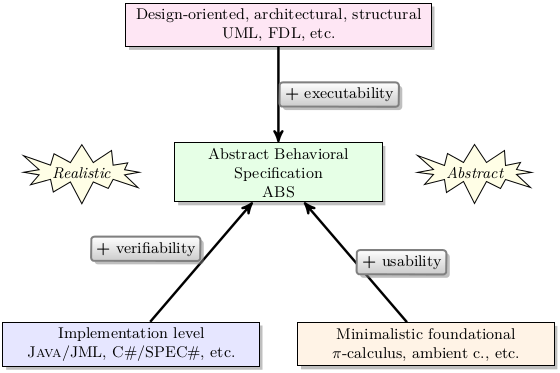 Design-oriented, architectural, structural
UML, FDL, etc.
+ executability
Abstract Behavioral
Specification
ABS
Realistic
Abstract
+ verifiability
+ usability
Implementation level
JAVA/JML, C#/SPEC#, etc.
Minimalistic foundational
π-calculus, ambient c., etc.